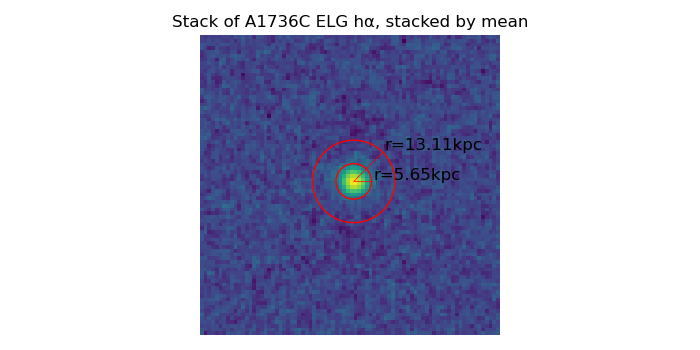 Stack of A1736C ELG hα, stacked by mean
r=13.11kpc
r=5.65kpc